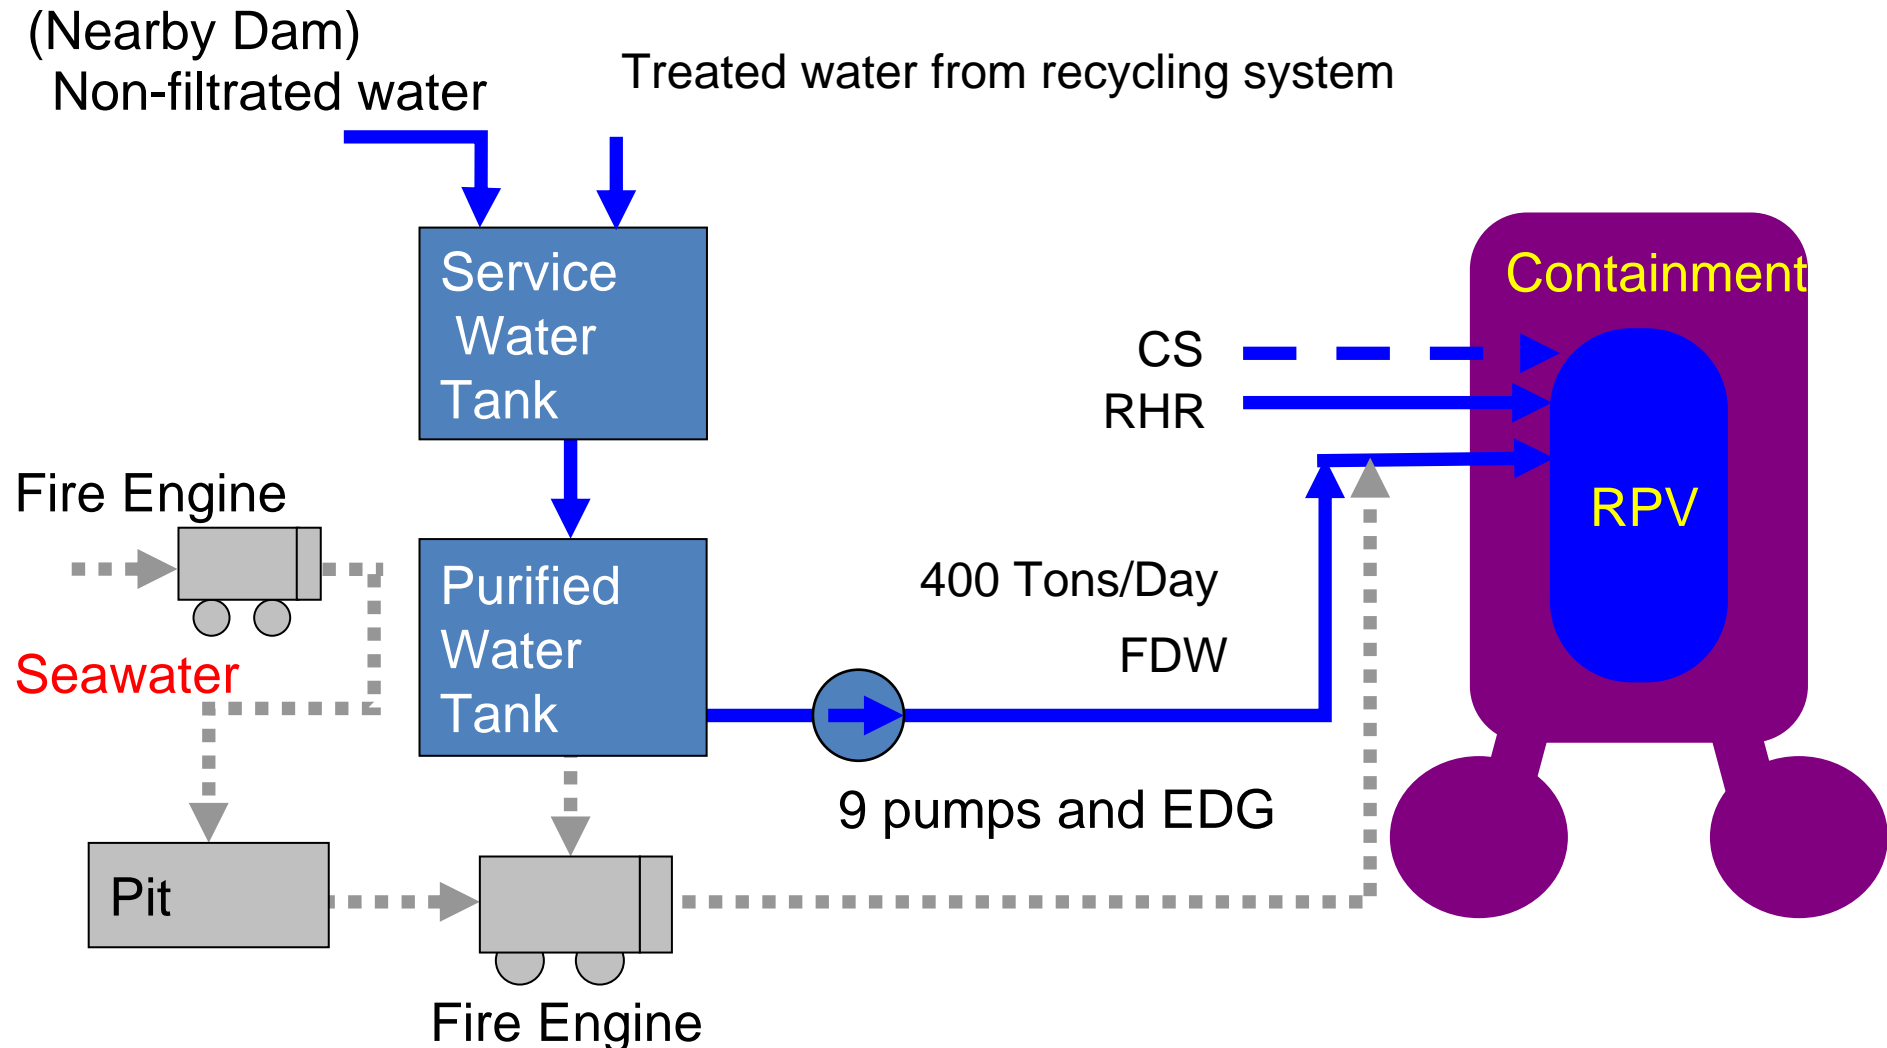 (Nearby Dam)
Non-filtrated water
Treated water from recycling system
Service
Water
Tank
Containment
CS
RHR
Fire Engine
RPV
Purified
Water
Tank
400 Tons/Day
FDW
Seawater
9 pumps and EDG
Pit
Fire Engine